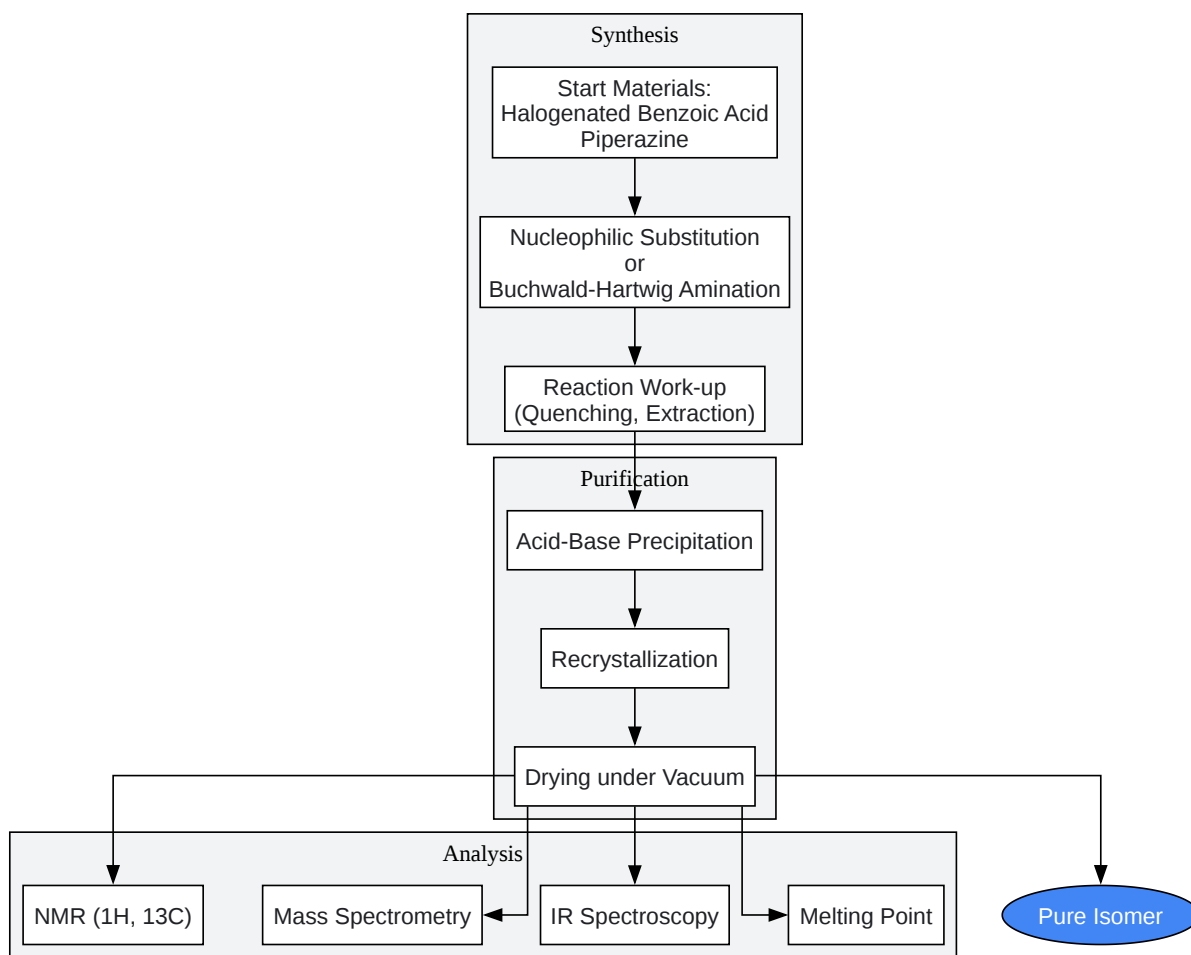 Synthesis
Start Materials:
Halogenated Benzoic Acid
Piperazine
Nucleophilic Substitution
or
Buchwald-Hartwig Amination
Reaction Work-up
(Quenching, Extraction)
Purification
Acid-Base Precipitation
Recrystallization
Drying under Vacuum
Analysis
NMR (1H, 13C)
Mass Spectrometry
IR Spectroscopy
Melting Point
Pure Isomer